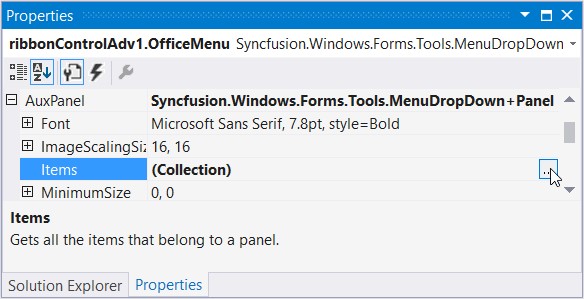 Properties
ribbonControlAdv1.OfficeMenu Syncfusion.Windows.Forms.Tools.MenuDropDown
AuxPanel Syncfusion.Windows.Forms.Tools.MenuDropDown+Panel
Font Microsoft Sans Serif, 7.8pt, style=Bold
ImageScalingSiz 16, 16
Items (Collection) ...
MinimumSize 0, 0
Items
Gets all the items that belong to a panel.
Solution Explorer Properties